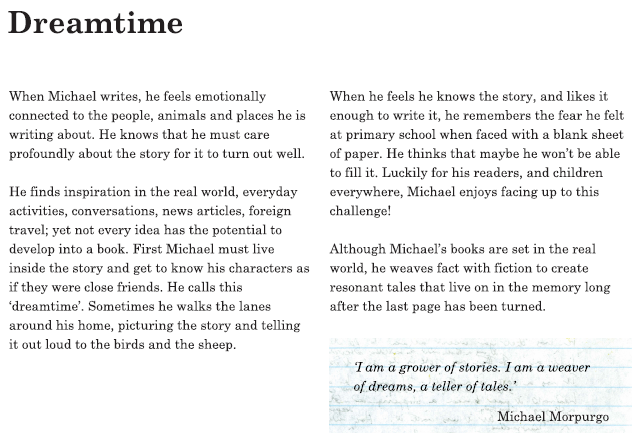 Dreamtime
When Michael writes, he feels emotionally
connected to the people, animals and places he is
writing about. He knows that he must care
profoundly about the story for it to turn out well.
He finds inspiration in the real world, everyday
activities, conversations, news articles, foreign
travel; yet not every idea has the potential to
develop into a book. First Michael must live
inside the story and get to know his characters as
if they were close friends. He calls this
‘dreamtime’. Sometimes he walks the lanes
around his home, picturing the story and telling
it out loud to the birds and the sheep.
When he feels he knows the story, and likes it
enough to write it, he remembers the fear he felt
at primary school when faced with a blank sheet
of paper. He thinks that maybe he won’t be able
to fill it. Luckily for his readers, and children
everywhere, Michael enjoys facing up to this
challenge!
Although Michael’s books are set in the real
world, he weaves fact with fiction to create
resonant tales that live on in the memory long
after the last page has been turned.
‘I am a grower of stories. I am a weaver
of dreams, a teller of tales.’
Michael Morpurgo